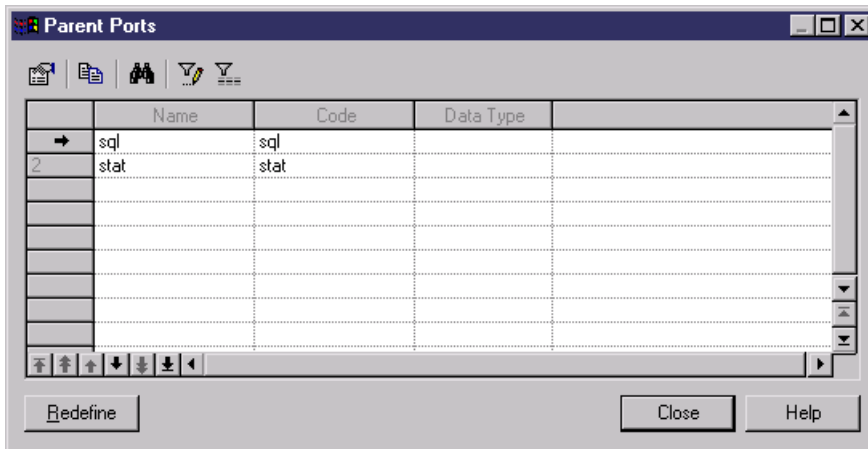 Parent Ports
Name Code Data Type
sql sql
2 stat stat
Redefine Close Help